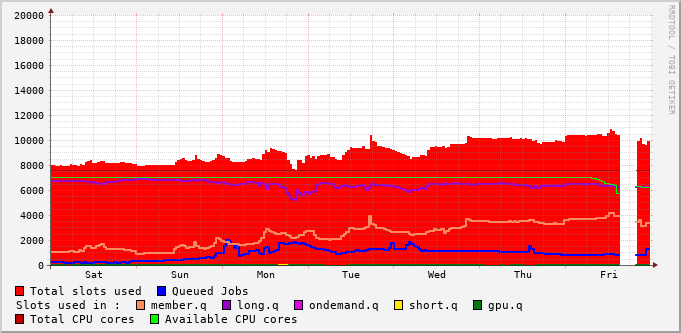 RRDTOOL / TOBI OETIKER
20000
18000
16000
14000
12000
10000
8000
6000
4000
2000
0
Sat Sun Mon Tue Wed Thu Fri
Total slots used Queued Jobs
Slots used in : member.q long.q ondemand.q short.q gpu.q
Total CPU cores Available CPU cores